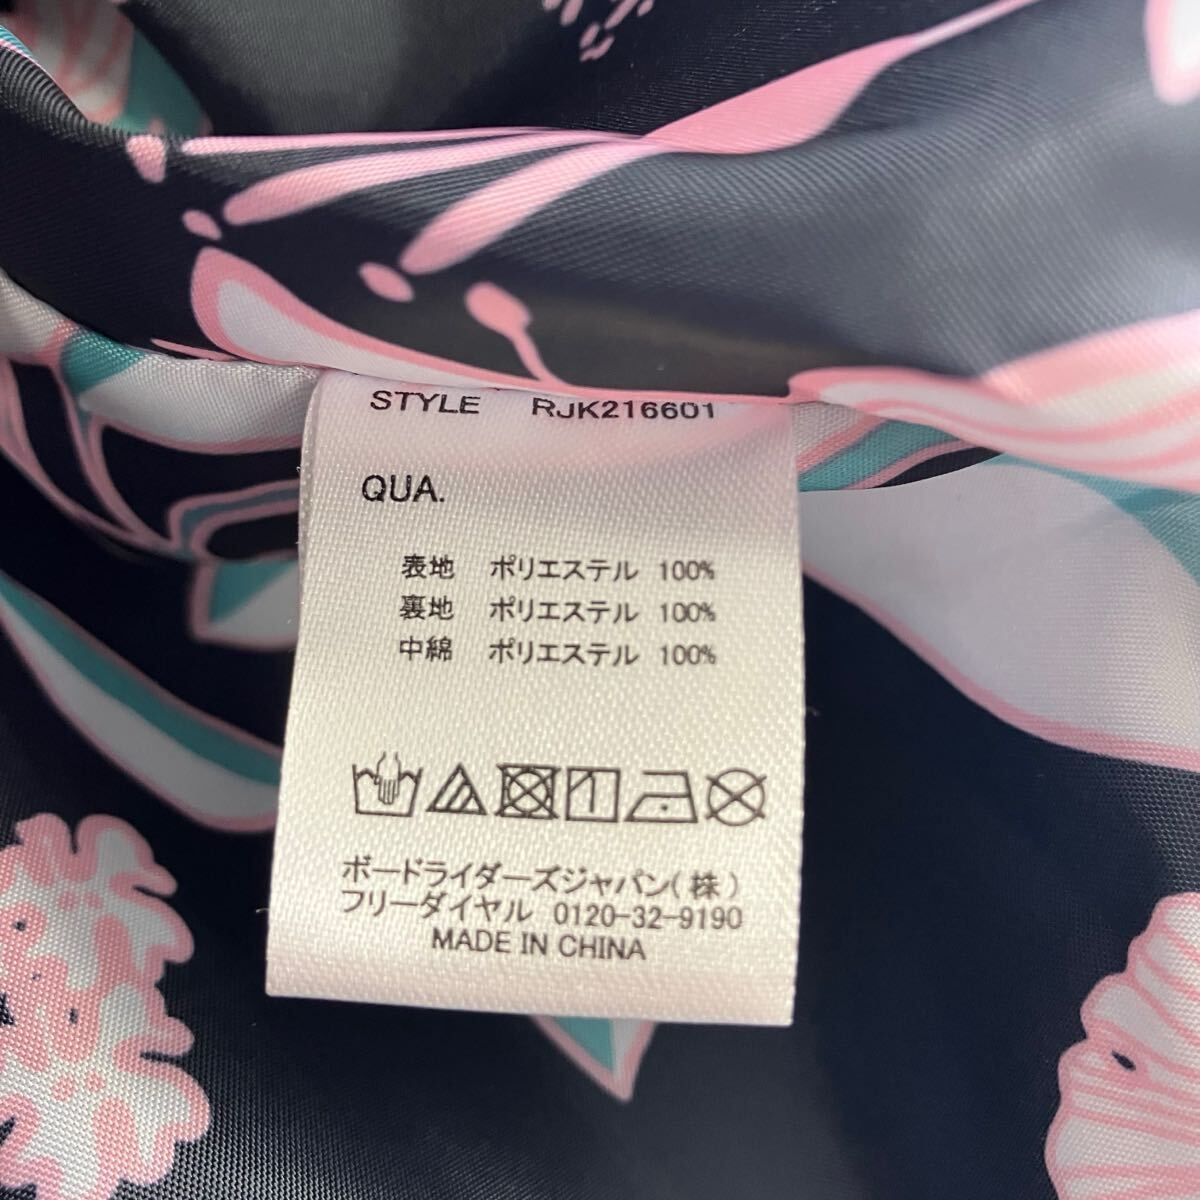 STYLE RJK216601
QUA.
表地 ポリエステル 100%
裏地 ポリエステル 100%
中綿 ポリエステル 100%
ボードライダーズジャパン(株)
フリーダイヤル 0120-32-9190
MADE IN CHINA